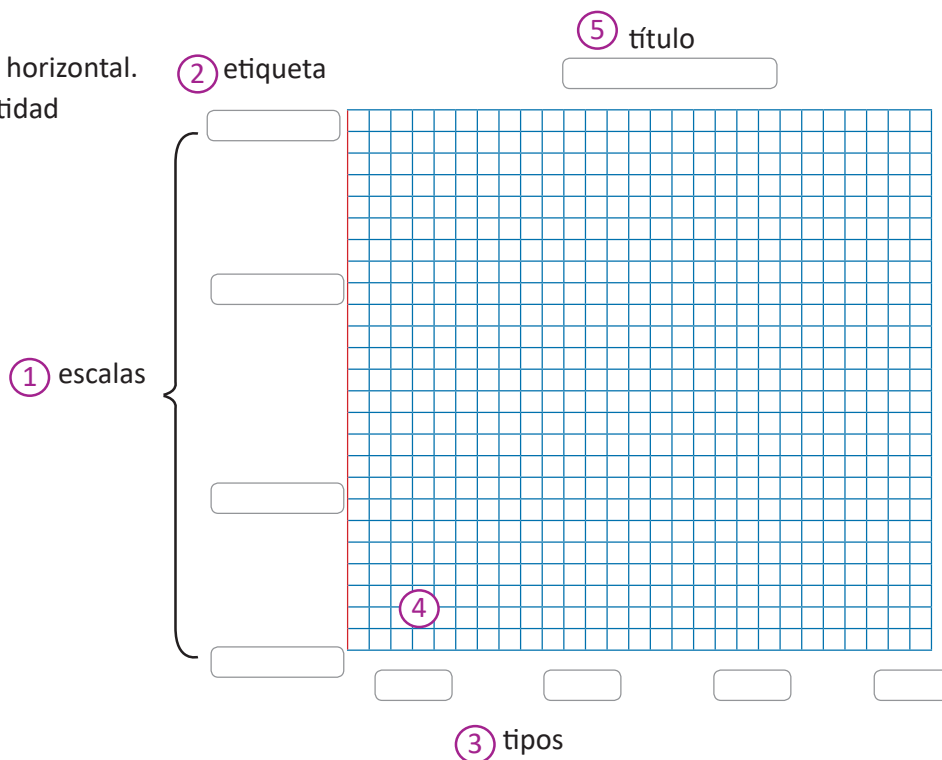 5 título
horizontal.
2 etiqueta
tidad
1 escalas
4
3 tipos